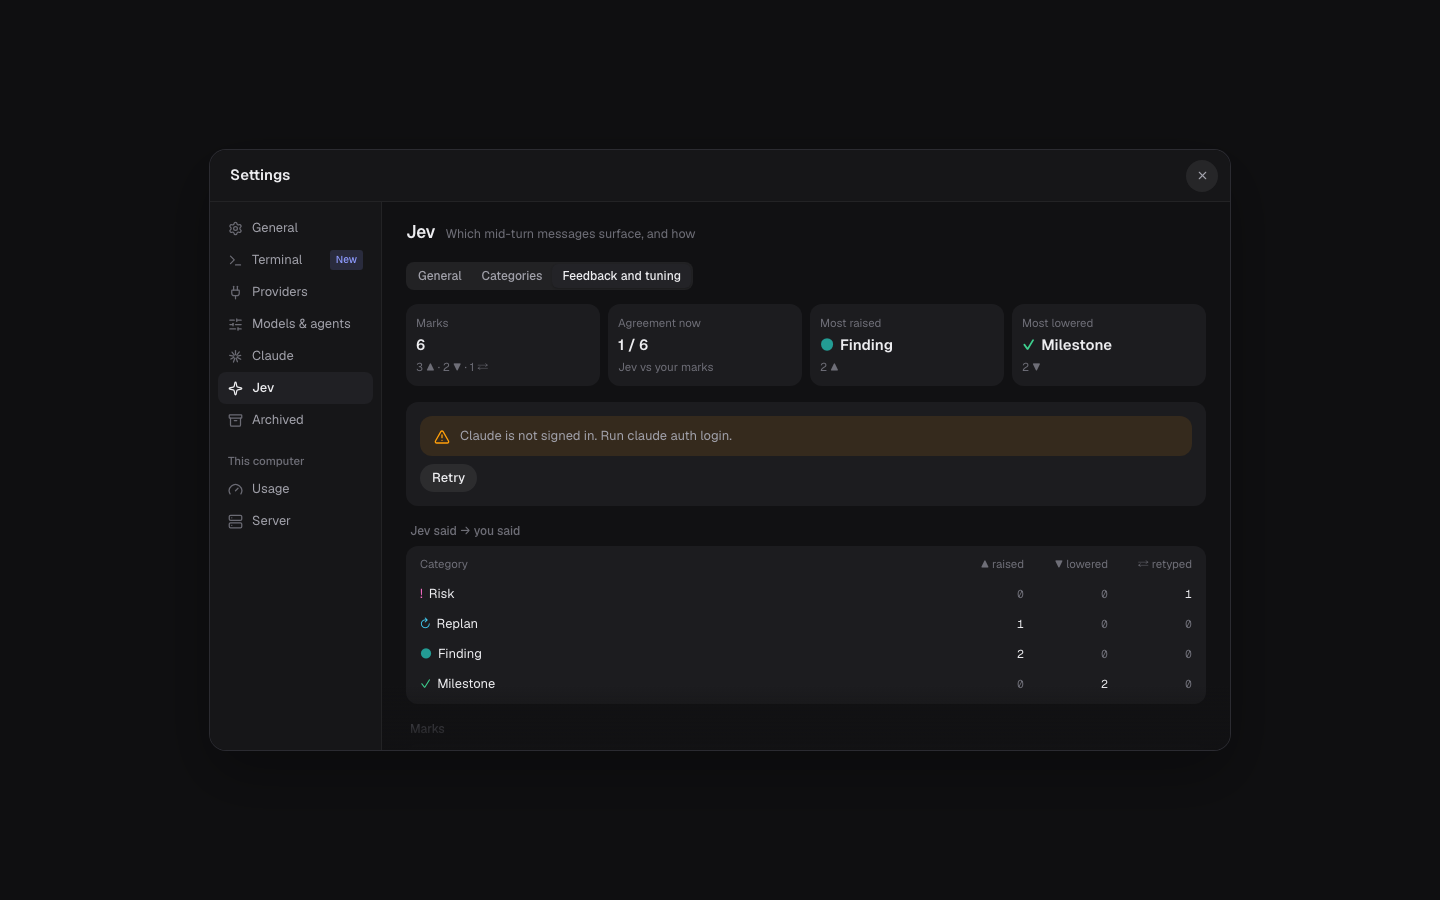 Settings
General
Terminal New
Providers
Models & agents
Claude
Jev
Archived
This computer
Usage
Server
Jev Which mid-turn messages surface, and how
General Categories Feedback and tuning
Marks
6
3 ▲ · 2 ▼ · 1 ⇄
Agreement now
1 / 6
Jev vs your marks
Most raised
Finding
2 ▲
Most lowered
✓ Milestone
2 ▼
Claude is not signed in. Run claude auth login.
Retry
Jev said → you said
Category ▲ raised ▼ lowered ⇄ retyped
! Risk 0 0 1
↻ Replan 1 0 0
● Finding 2 0 0
✓ Milestone 0 2 0
Marks